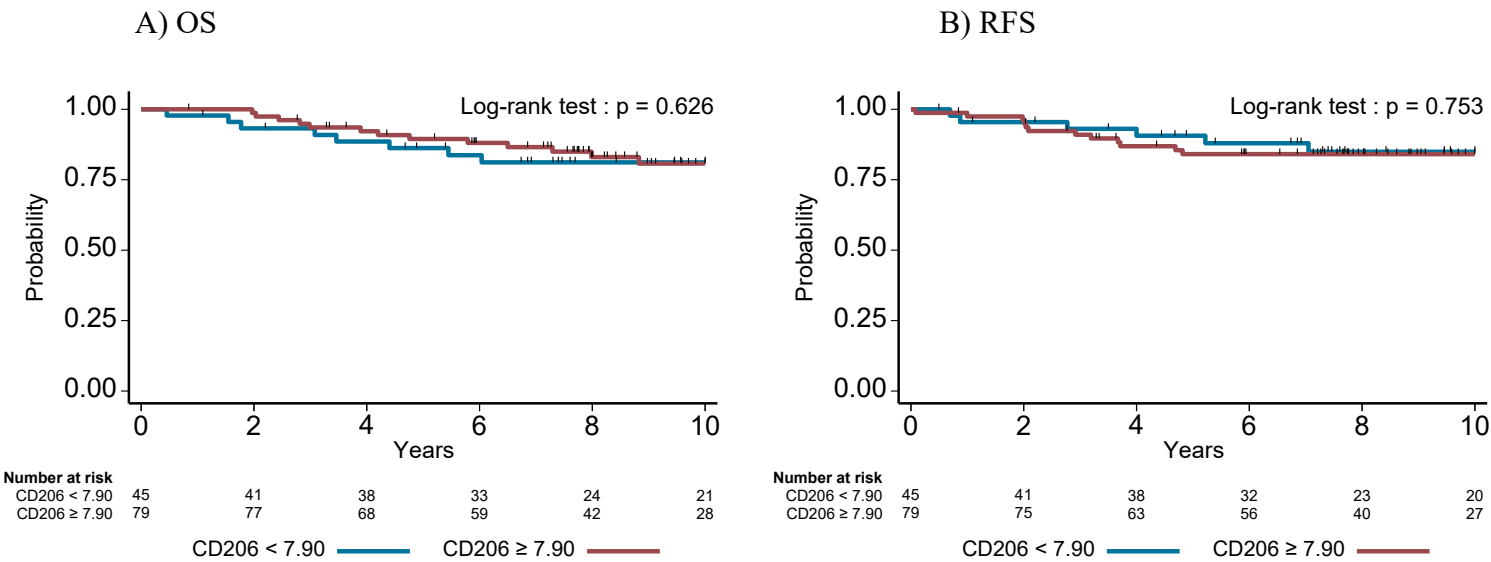 A) OS
Log-rank test : p = 0.626
1.00
0.75
0.50
0.25
0.00
Probability
0 2 4 6 8 10
Years
Number at risk
CD206 < 7.90 45 41 38 33 24 21
CD206 ≥ 7.90 79 77 68 59 42 28
CD206 < 7.90 CD206 ≥ 7.90
B) RFS
Log-rank test : p = 0.753
1.00
0.75
0.50
0.25
0.00
Probability
0 2 4 6 8 10
Years
Number at risk
CD206 < 7.90 45 41 38 32 23 20
CD206 ≥ 7.90 79 75 63 56 40 27
CD206 < 7.90 CD206 ≥ 7.90